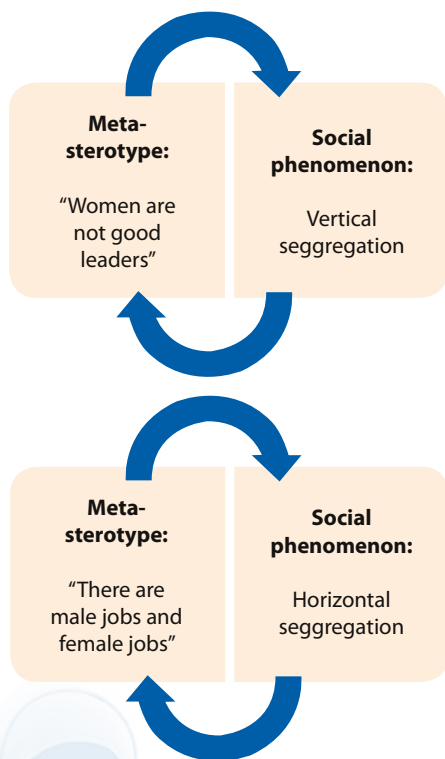 Meta-
sterotype:
“Women are
not good
leaders”
Social
phenomenon:
Vertical
seggregation
Meta-
sterotype:
“There are
male jobs and
female jobs”
Social
phenomenon:
Horizontal
seggregation